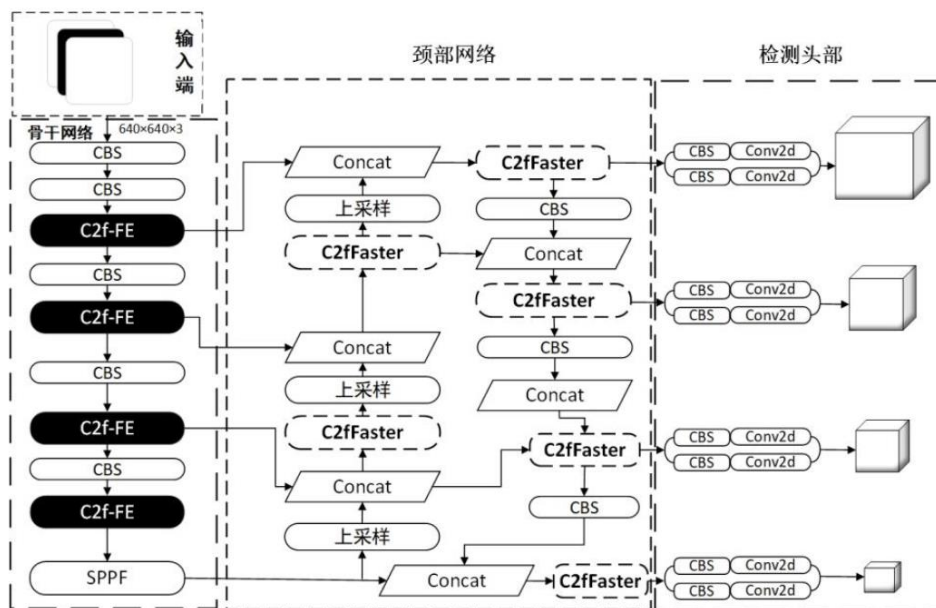 输入端
颈部网络
检测头部
骨干网络
640×640×3
CBS
CBS
C2f-FE
CBS
C2f-FE
CBS
C2f-FE
CBS
C2f-FE
SPPF
Concat
上采样
C2fFaster
Concat
上采样
C2fFaster
Concat
上采样
C2fFaster
CBS
Concat
C2fFaster
CBS
Concat
C2fFaster
CBS
Concat
C2fFaster
CBS Conv2d
CBS Conv2d
CBS Conv2d
CBS Conv2d
CBS Conv2d
CBS Conv2d
CBS Conv2d
CBS Conv2d